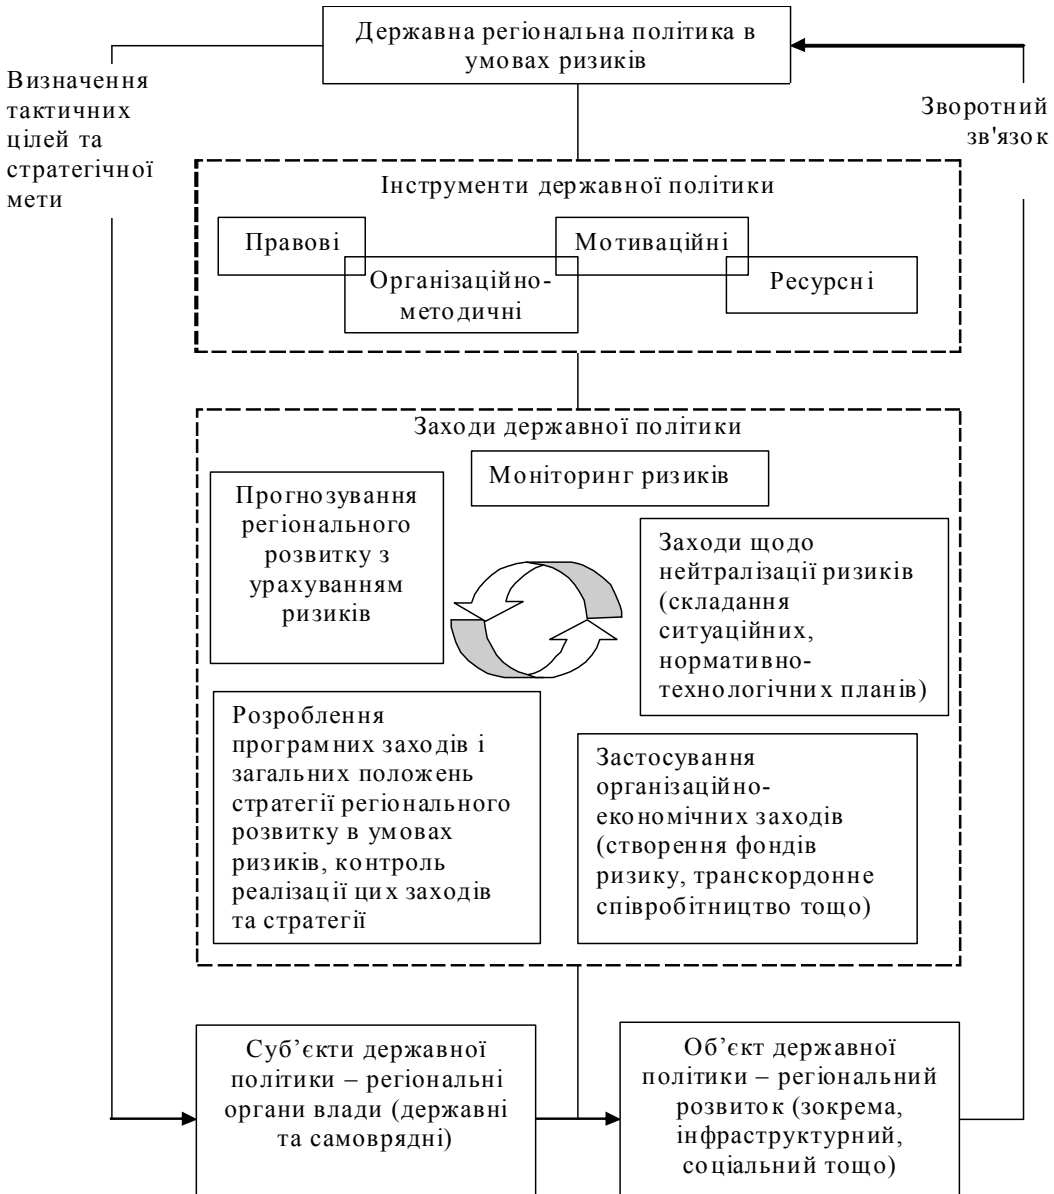 Державна регіональна політика в
умовах ризиків
Визначення
тактичних
цілей та
стратегічної
мети
Зворотний
зв'язок
Інструменти державної політики
Правові
Мотиваційні
Організаційно-
методичні
Ресурсні
Заходи державної політики
Моніторинг ризиків
Прогнозування
регіонального
розвитку з
урахуванням
ризиків
Заходи щодо
нейтралізації ризиків
(складання
ситуаційних,
нормативно-
технологічних планів)
Розроблення
програмних заходів і
загальних положень
стратегії регіонального
розвитку в умовах
ризиків, контроль
реалізації цих заходів
та стратегії
Застосування
організаційно-
економічних заходів
(створення фондів
ризику, транскордонне
співробітництво тощо)
Суб’єкти державної
політики – регіональні
органи влади (державні
та самоврядні)
Об’єкт державної
політики – регіональний
розвиток (зокрема,
інфраструктурний,
соціальний тощо)